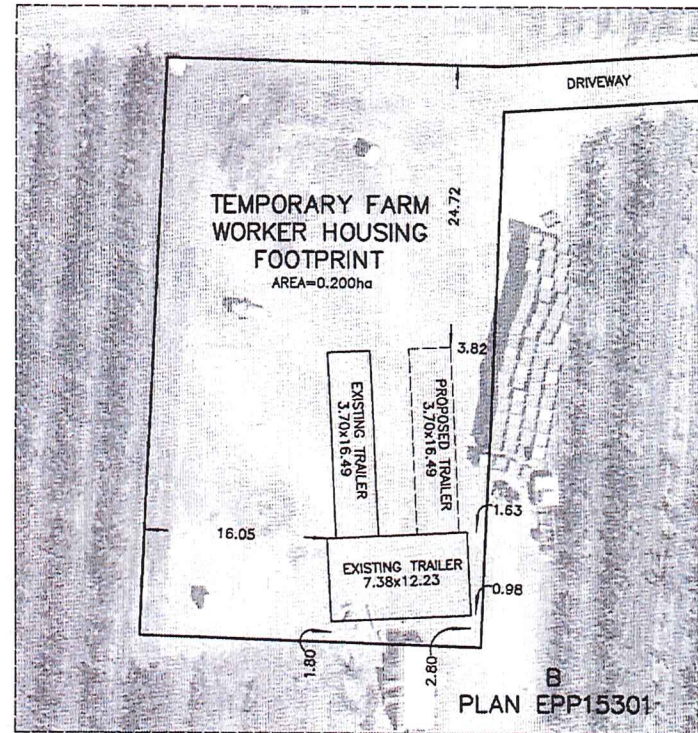 DRIVEWAY
24.72
TEMPORARY FARM
WORKER HOUSING
FOOTPRINT
AREA=0.200ha
3.82
EXISTING TRAILER
3.70x16.49
PROPOSED TRAILER
3.70x16.49
1.63
16.05
EXISTING TRAILER
7.38x12.23
0.98
1.80
2.80
B
PLAN EPP15301